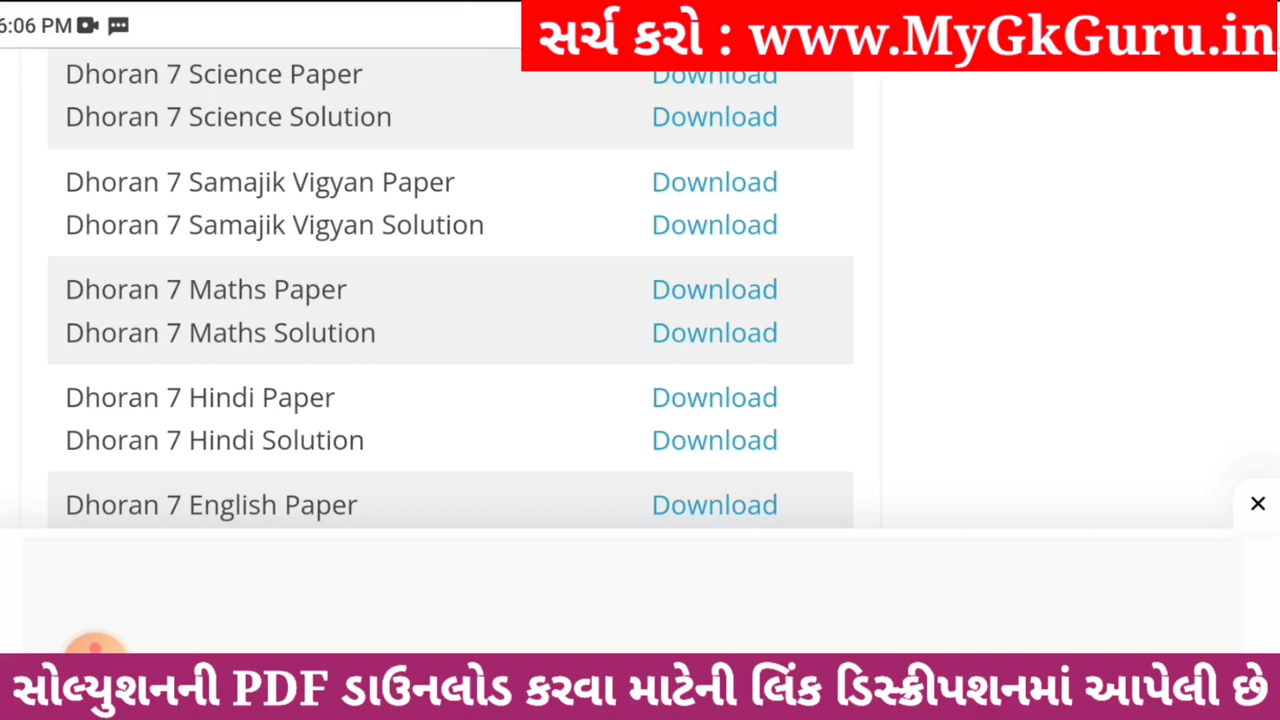 6:06 PM
સર્ચ કરો : www.MyGkGuru.in
Dhoran 7 Science Paper Download
Dhoran 7 Science Solution Download
Dhoran 7 Samajik Vigyan Paper Download
Dhoran 7 Samajik Vigyan Solution Download
Dhoran 7 Maths Paper Download
Dhoran 7 Maths Solution Download
Dhoran 7 Hindi Paper Download
Dhoran 7 Hindi Solution Download
Dhoran 7 English Paper Download
સોલ્યુશનની PDF ડાઉનલોડ કરવા માટેની લિંક ડિસ્ક્રીપશનમાં આપેલી છે